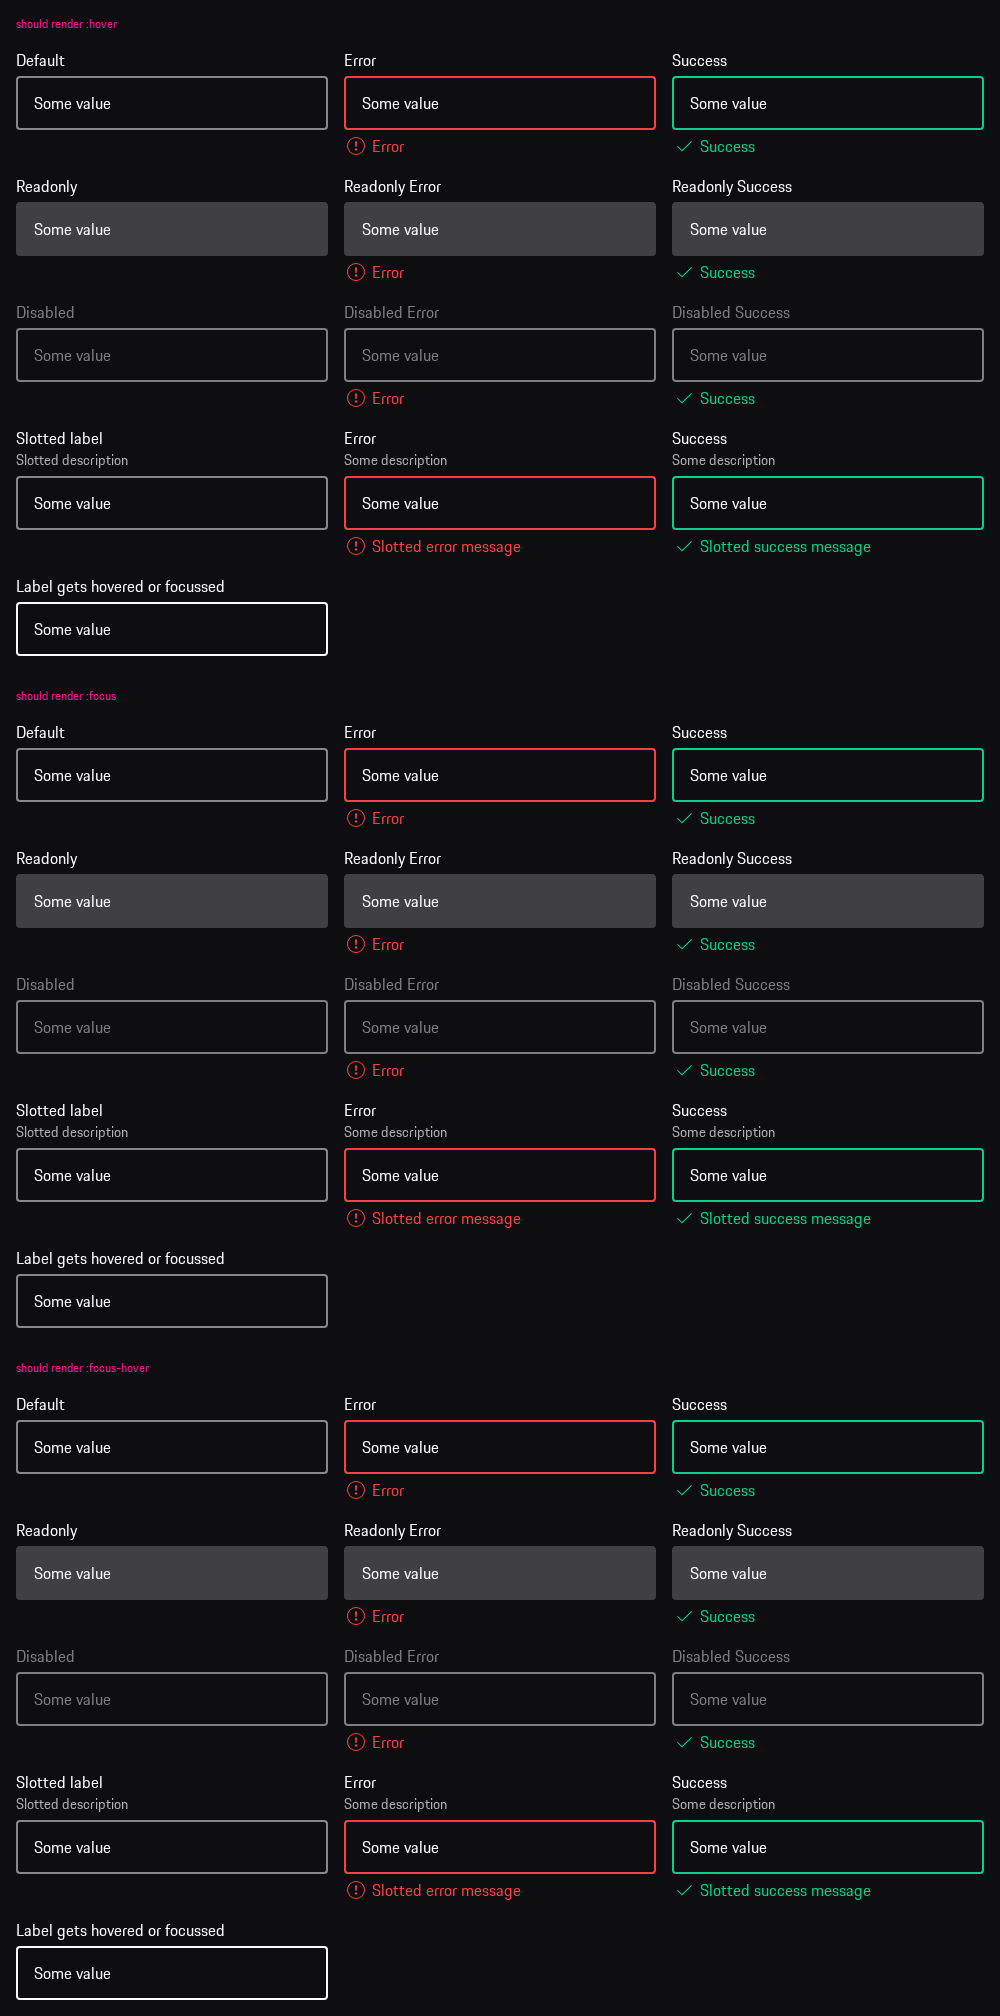 should render :hover
Default Error Success
Some value Some value Some value
Error Success
Readonly Readonly Error Readonly Success
Some value Some value Some value
Error Success
Disabled Disabled Error Disabled Success
Some value Some value Some value
Error Success
Slotted label Error Success
Slotted description Some description Some description
Some value Some value Some value
Slotted error message Slotted success message
Label gets hovered or focussed
Some value
should render :focus
Default Error Success
Some value Some value Some value
Error Success
Readonly Readonly Error Readonly Success
Some value Some value Some value
Error Success
Disabled Disabled Error Disabled Success
Some value Some value Some value
Error Success
Slotted label Error Success
Slotted description Some description Some description
Some value Some value Some value
Slotted error message Slotted success message
Label gets hovered or focussed
Some value
should render :focus-hover
Default Error Success
Some value Some value Some value
Error Success
Readonly Readonly Error Readonly Success
Some value Some value Some value
Error Success
Disabled Disabled Error Disabled Success
Some value Some value Some value
Error Success
Slotted label Error Success
Slotted description Some description Some description
Some value Some value Some value
Slotted error message Slotted success message
Label gets hovered or focussed
Some value